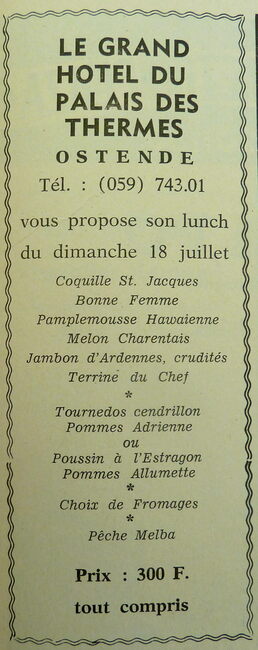 LE GRAND
HOTEL DU
PALAIS DES
THERMES
OSTENDE
Tél. : (059) 743.01
vous propose son lunch
du dimanche 18 juillet
Coquille St. Jacques
Bonne Femme
Pamplemousse Hawaienne
Melon Charentais
Jambon d'Ardennes, crudités
Terrine du Chef
*
Tournedos cendrillon
Pommes Adrienne
ou
Poussin à l'Estragon
Pommes Allumette
*
Choix de Fromages
*
Pêche Melba
Prix : 300 F.
tout compris